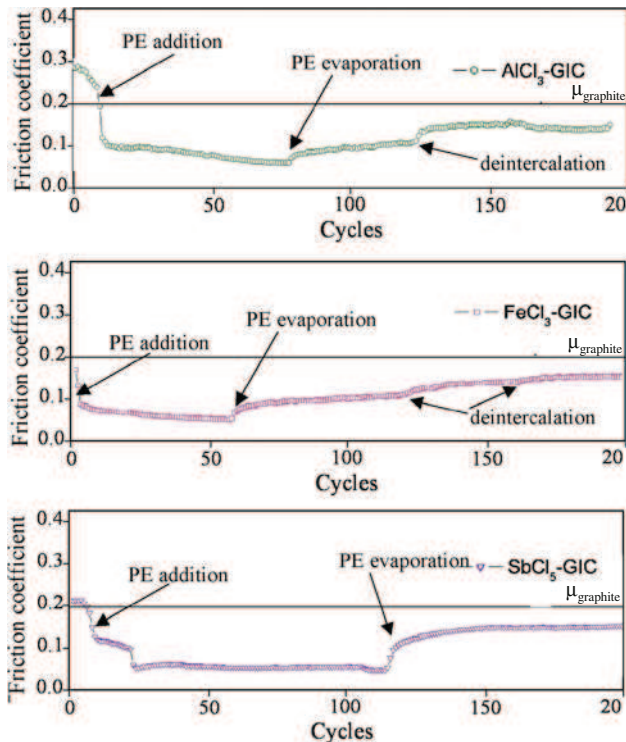 Friction coefficient
0.4
0.3
0.2
0.1
0.0
PE addition
PE evaporation
AlCl3-GIC
μgraphite
deintercalation
0
50
100
150
20
Cycles
Friction coefficient
0.4
0.3
0.2
0.1
0.0
PE addition
PE evaporation
FeCl3-GIC
μgraphite
deintercalation
0
50
100
150
20
Cycles
Friction coefficient
0.4
0.3
0.2
0.1
0.0
PE addition
PE evaporation
SbCl5-GIC
μgraphite
0
50
100
150
20
Cycles